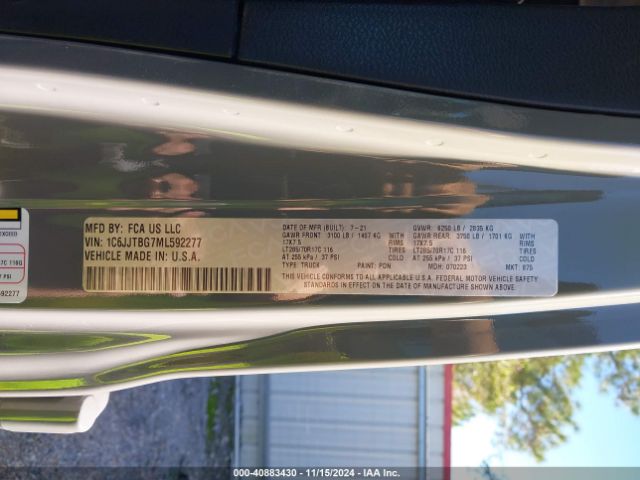 MFD BY: FCA US LLC
VIN: 1C6JJTBG7ML592277
VEHICLE MADE IN: U.S.A.
DATE OF MFR (BUILT): 7-21 GVWR: 6250 LB / 2835 KG
GAWR FRONT 3100 LB / 1407 KG RIMS GAWR REAR: 3750 LB / 1701 KG RIMS
17X7.5 TIRES 17X7.5 TIRES
LT285/70R17C 116 LT285/70R17C 116
AT 255 kPa / 37 PSI COLD AT 255 kPa / 37 PSI COLD
TYPE: TRUCK PAINT: PDN MDH: 070223 MKT: 875
THIS VEHICLE CONFORMS TO ALL APPLICABLE U.S.A. FEDERAL MOTOR VEHICLE SAFETY
STANDARDS IN EFFECT ON THE DATE OF MANUFACTURE SHOWN ABOVE
7C 116
PSI
592277
000-40883430 - 11/15/2024 - IAA Inc.